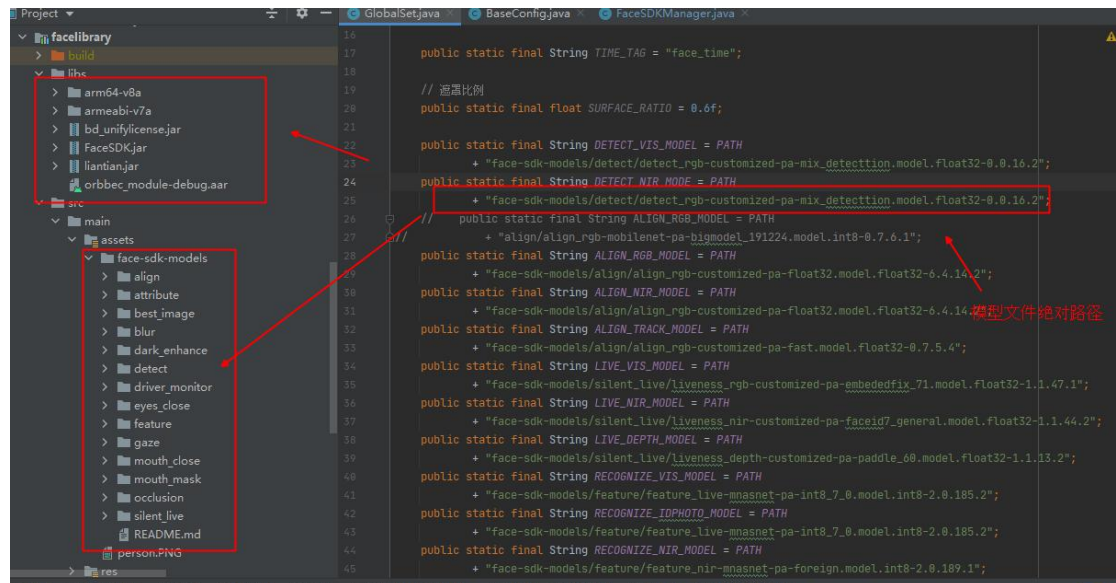 Project
GlobalSet.java
BaseConfig.java
FaceSDKManager.java
facelibrary
build
libs
arm64-v8a
armeabi-v7a
bd_unifylicense.jar
FaceSDK.jar
liantian.jar
orbbec_module-debug.aar
src
main
assets
face-sdk-models
align
attribute
best_image
blur
dark_enhance
detect
driver_monitor
eyes_close
feature
gaze
mouth_close
mouth_mask
occlusion
silent_live
README.md
person.PNG
res
16
17 public static final String TIME_TAG = "face_time";
18
19 // 遮罩比例
20 public static final float SURFACE_RATIO = 0.6f;
21
22 public static final String DETECT_VIS_MODEL = PATH
23 + "face-sdk-models/detect/detect_rgb-customized-pa-mix_detecttion.model.float32-0.0.16.2";
24 public static final String DETECT_NIR_MODE = PATH
25 + "face-sdk-models/detect/detect_rgb-customized-pa-mix_detecttion.model.float32-0.0.16.2";
26 // public static final String ALIGN_RGB_MODEL = PATH
27 // + "align/align_rgb-mobilenet-pa-bigmodel_191224.model.int8-0.7.6.1";
28 public static final String ALIGN_RGB_MODEL = PATH
29 + "face-sdk-models/align/align_rgb-customized-pa-float32.model.float32-6.4.14.2";
30 public static final String ALIGN_NIR_MODEL = PATH
31 + "face-sdk-models/align/align_rgb-customized-pa-float32.model.float32-6.4.14
模型文件绝对路径
32 public static final String ALIGN_TRACK_MODEL = PATH
33 + "face-sdk-models/align/align_rgb-customized-pa-fast.model.float32-0.7.5.4";
34 public static final String LIVE_VIS_MODEL = PATH
35 + "face-sdk-models/silent_live/liveness_rgb-customized-pa-embededfix_71.model.float32-1.1.47.1";
36 public static final String LIVE_NIR_MODEL = PATH
37 + "face-sdk-models/silent_live/liveness_nir-customized-pa-faceid7_general.model.float32-1.1.44.2";
38 public static final String LIVE_DEPTH_MODEL = PATH
39 + "face-sdk-models/silent_live/liveness_depth-customized-pa-paddle_60.model.float32-1.1.13.2";
40 public static final String RECOGNIZE_VIS_MODEL = PATH
41 + "face-sdk-models/feature/feature_live-mnasnet-pa-int8_7_0.model.int8-2.0.185.2";
42 public static final String RECOGNIZE_IDPHOTO_MODEL = PATH
43 + "face-sdk-models/feature/feature_live-mnasnet-pa-int8_7_0.model.int8-2.0.185.2";
44 public static final String RECOGNIZE_NIR_MODEL = PATH
45 + "face-sdk-models/feature/feature_nir-mnasnet-pa-foreign.model.int8-2.0.189.1";